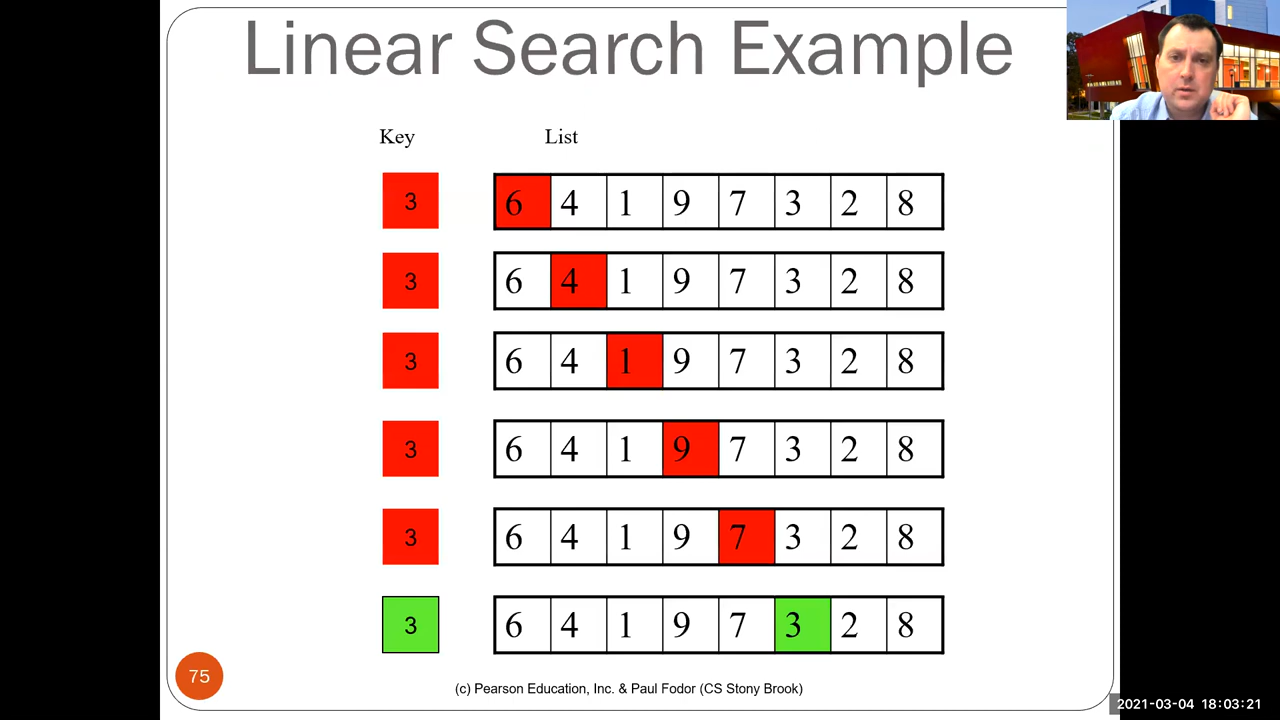 Linear Search Example
Key List
3 6 4 1 9 7 3 2 8
3 6 4 1 9 7 3 2 8
3 6 4 1 9 7 3 2 8
3 6 4 1 9 7 3 2 8
3 6 4 1 9 7 3 2 8
3 6 4 1 9 7 3 2 8
75
(c) Pearson Education, Inc. & Paul Fodor (CS Stony Brook)
2021-03-04 18:03:21